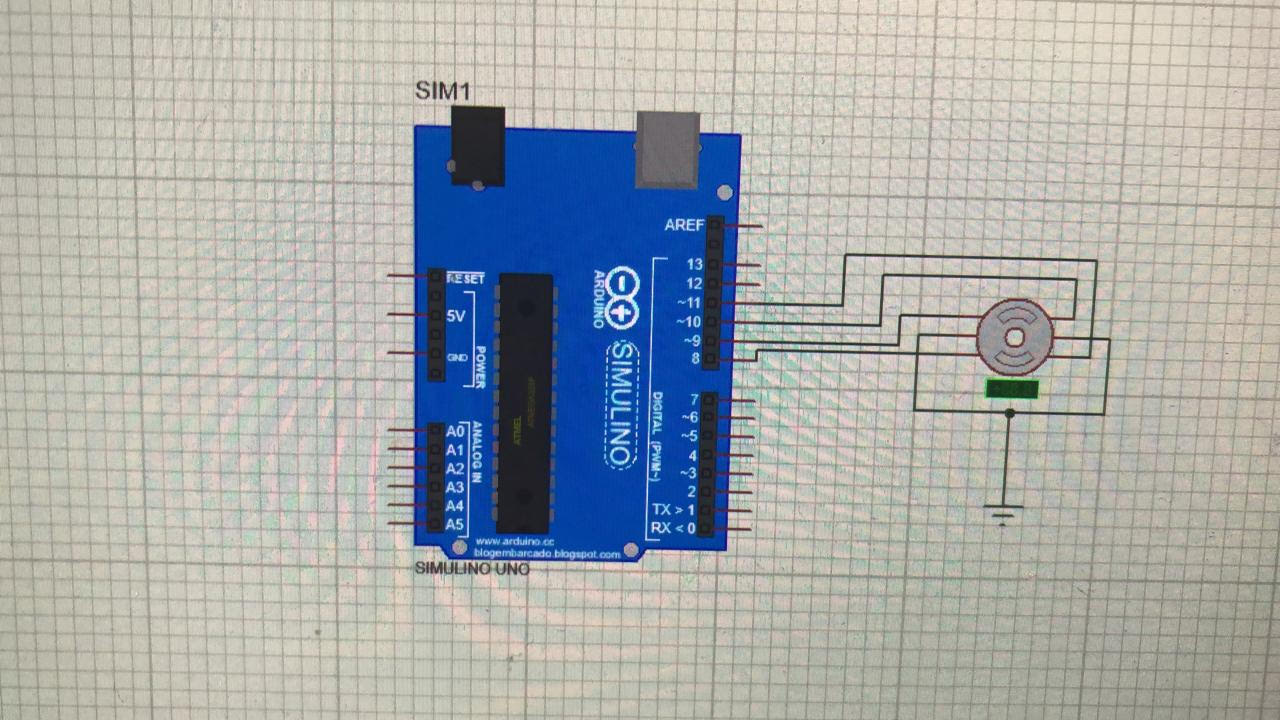 SIM1
AREF
13
12
~11
~10
~9
8
RESET
5V
GND
POWER
ARDUINO
SIMULINO
DIGITAL (PWM~)
7
~6
~5
4
~3
2
TX > 1
RX < 0
ANALOG IN
A0
A1
A2
A3
A4
A5
ATMEL
www.arduino.cc
blogembarcado.blogspot.com
SIMULINO UNO